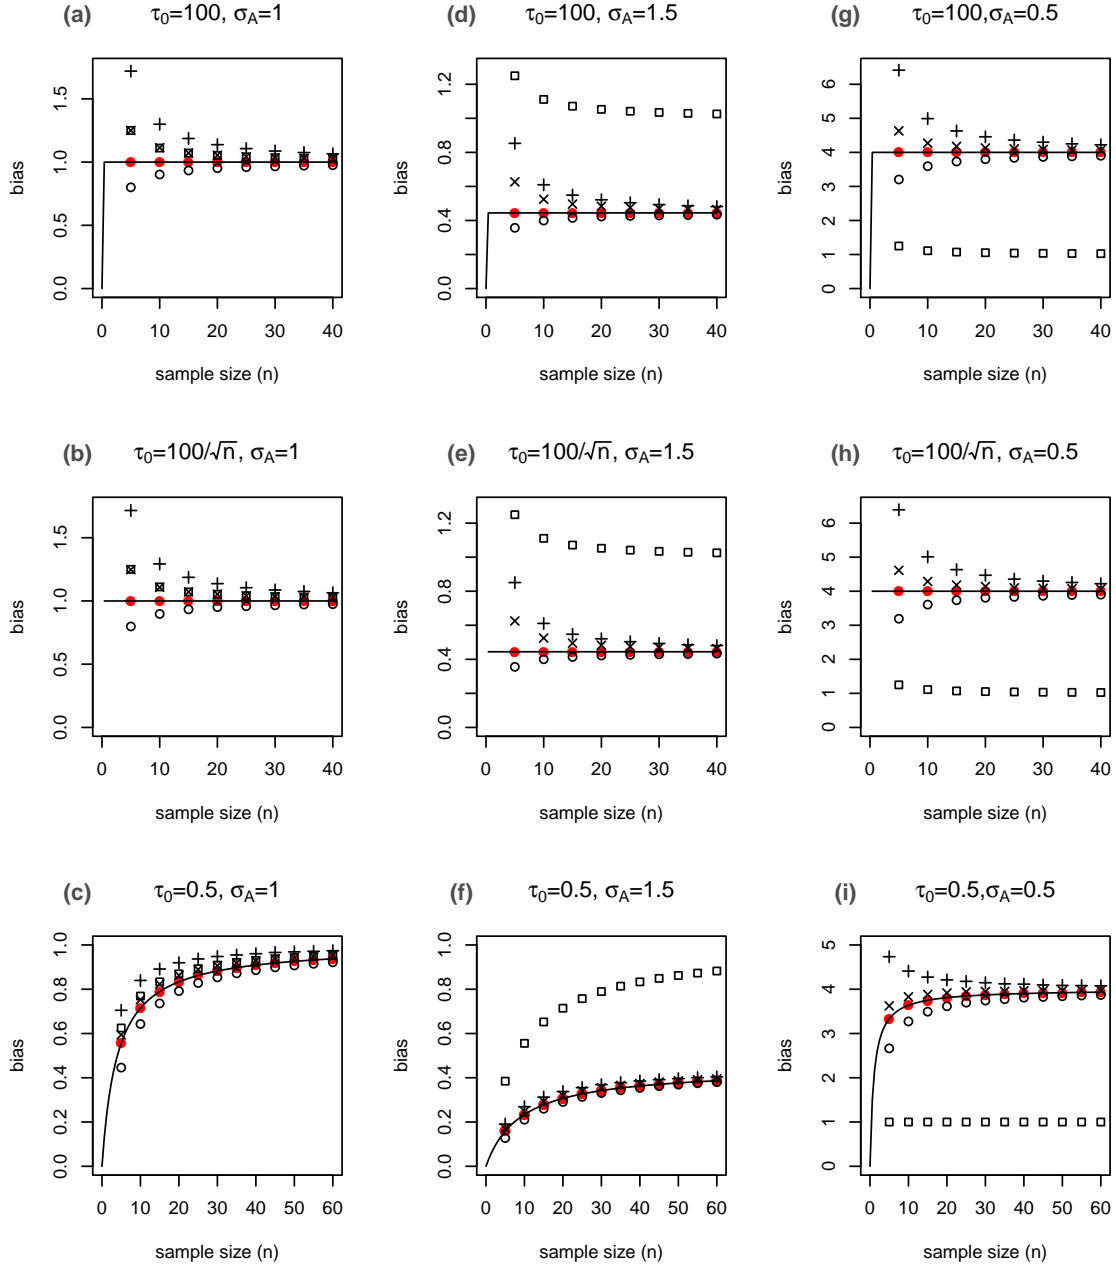 (a) τ0=100, σA=1
bias
0.0 0.5 1.0 1.5
0 10 20 30 40
sample size (n)
(d) τ0=100, σA=1.5
bias
0.0 0.4 0.8 1.2
0 10 20 30 40
sample size (n)
(g) τ0=100,σA=0.5
bias
0 1 2 3 4 5 6
0 10 20 30 40
sample size (n)
(b) τ0=100/√n, σA=1
bias
0.0 0.5 1.0 1.5
0 10 20 30 40
sample size (n)
(e) τ0=100/√n, σA=1.5
bias
0.0 0.4 0.8 1.2
0 10 20 30 40
sample size (n)
(h) τ0=100/√n, σA=0.5
bias
0 1 2 3 4 5 6
0 10 20 30 40
sample size (n)
(c) τ0=0.5, σA=1
bias
0.0 0.2 0.4 0.6 0.8 1.0
0 10 20 30 40 50 60
sample size (n)
(f) τ0=0.5, σA=1.5
bias
0.0 0.2 0.4 0.6 0.8 1.0
0 10 20 30 40 50 60
sample size (n)
(i) τ0=0.5,σA=0.5
bias
0 1 2 3 4 5
0 10 20 30 40 50 60
sample size (n)